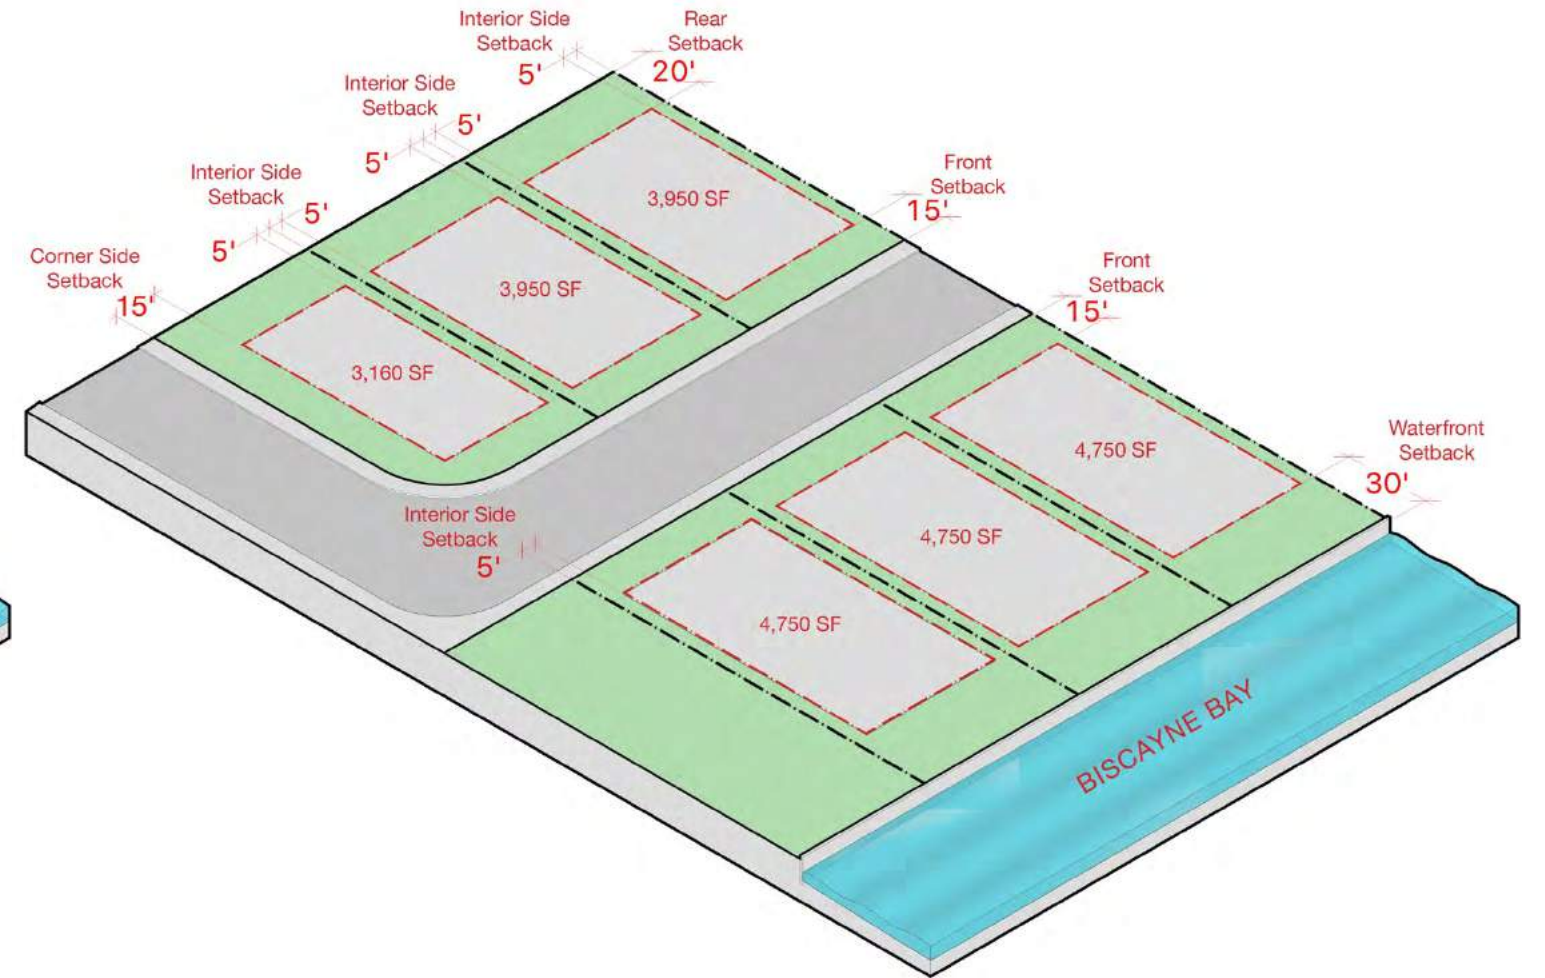 Interior Side
Setback
5'
Rear
Setback
20'
Interior Side
Setback
5'
5'
Interior Side
Setback
5'
5'
Corner Side
Setback
15'
Front
Setback
15'
Front
Setback
15'
Waterfront
Setback
30'
3,950 SF
3,950 SF
3,160 SF
Interior Side
Setback
5'
4,750 SF
4,750 SF
4,750 SF
BISCAYNE BAY